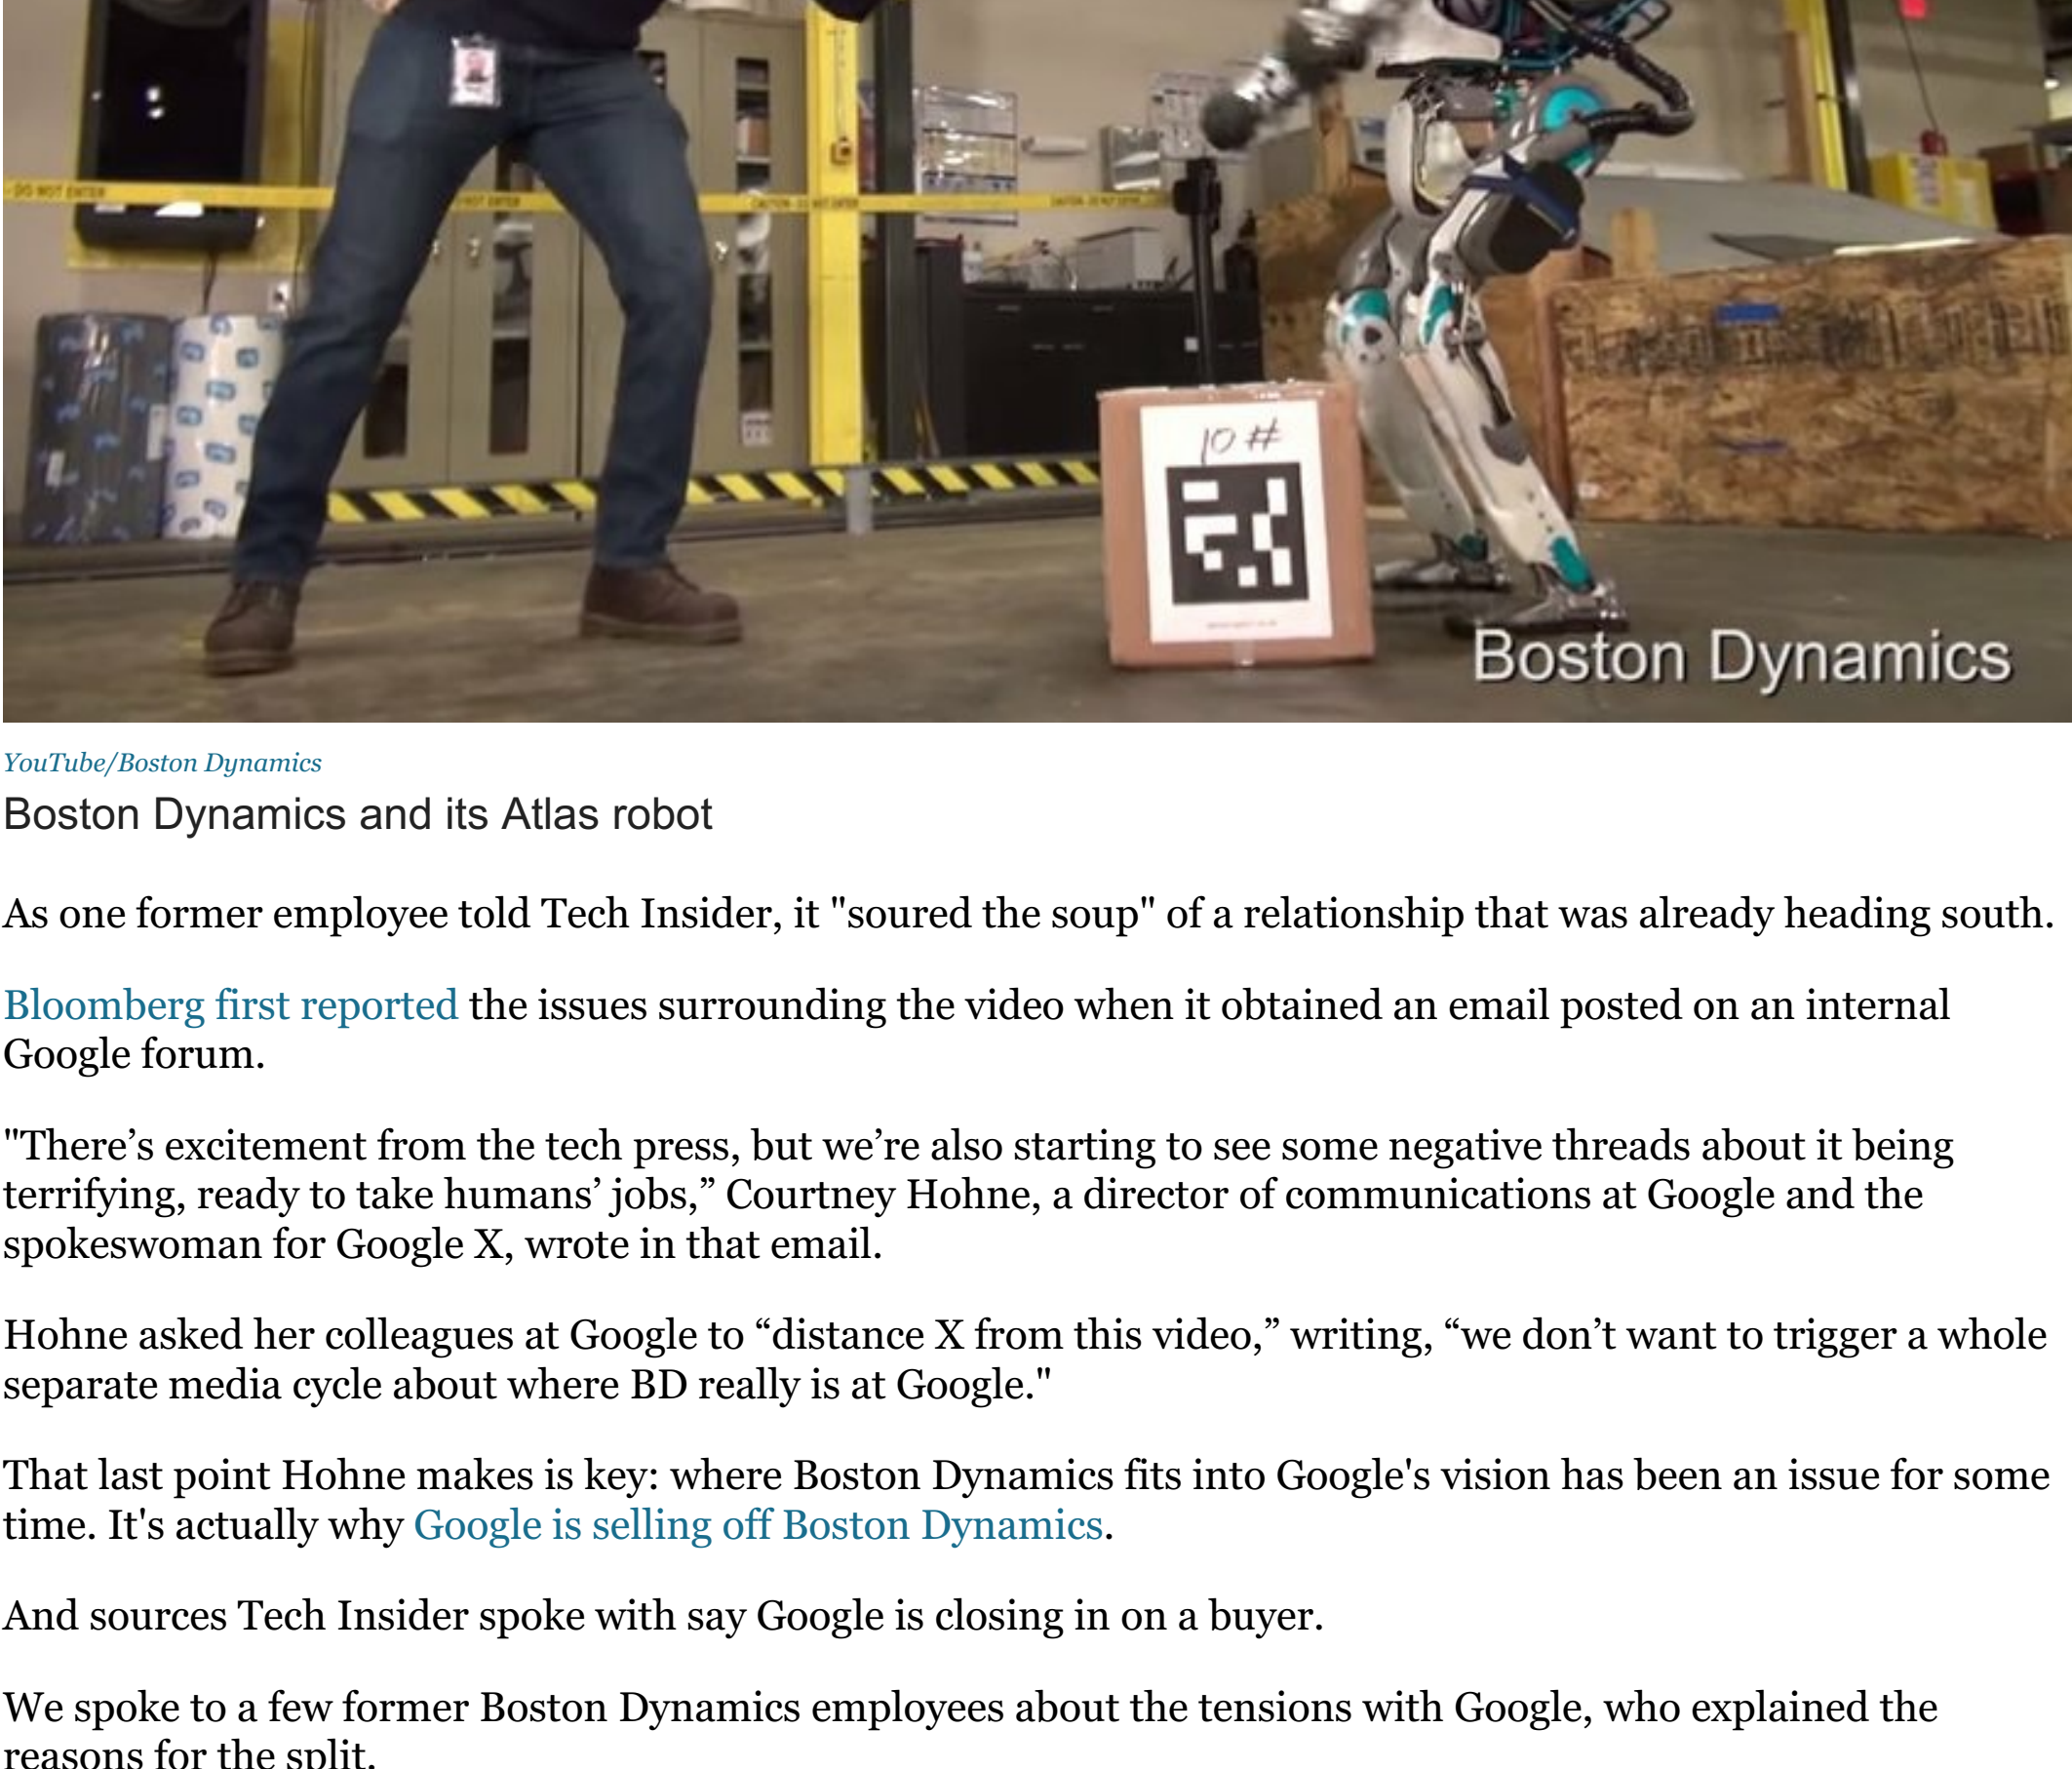 DO NOT ENTER
10 #
Boston Dynamics
YouTube/Boston Dynamics
Boston Dynamics and its Atlas robot
As one former employee told Tech Insider, it "soured the soup" of a relationship that was already heading south.
Bloomberg first reported the issues surrounding the video when it obtained an email posted on an internal
Google forum.
"There’s excitement from the tech press, but we’re also starting to see some negative threads about it being
terrifying, ready to take humans’ jobs,” Courtney Hohne, a director of communications at Google and the
spokeswoman for Google X, wrote in that email.
Hohne asked her colleagues at Google to “distance X from this video,” writing, “we don’t want to trigger a whole
separate media cycle about where BD really is at Google."
That last point Hohne makes is key: where Boston Dynamics fits into Google's vision has been an issue for some
time. It's actually why Google is selling off Boston Dynamics.
And sources Tech Insider spoke with say Google is closing in on a buyer.
We spoke to a few former Boston Dynamics employees about the tensions with Google, who explained the
reasons for the split.